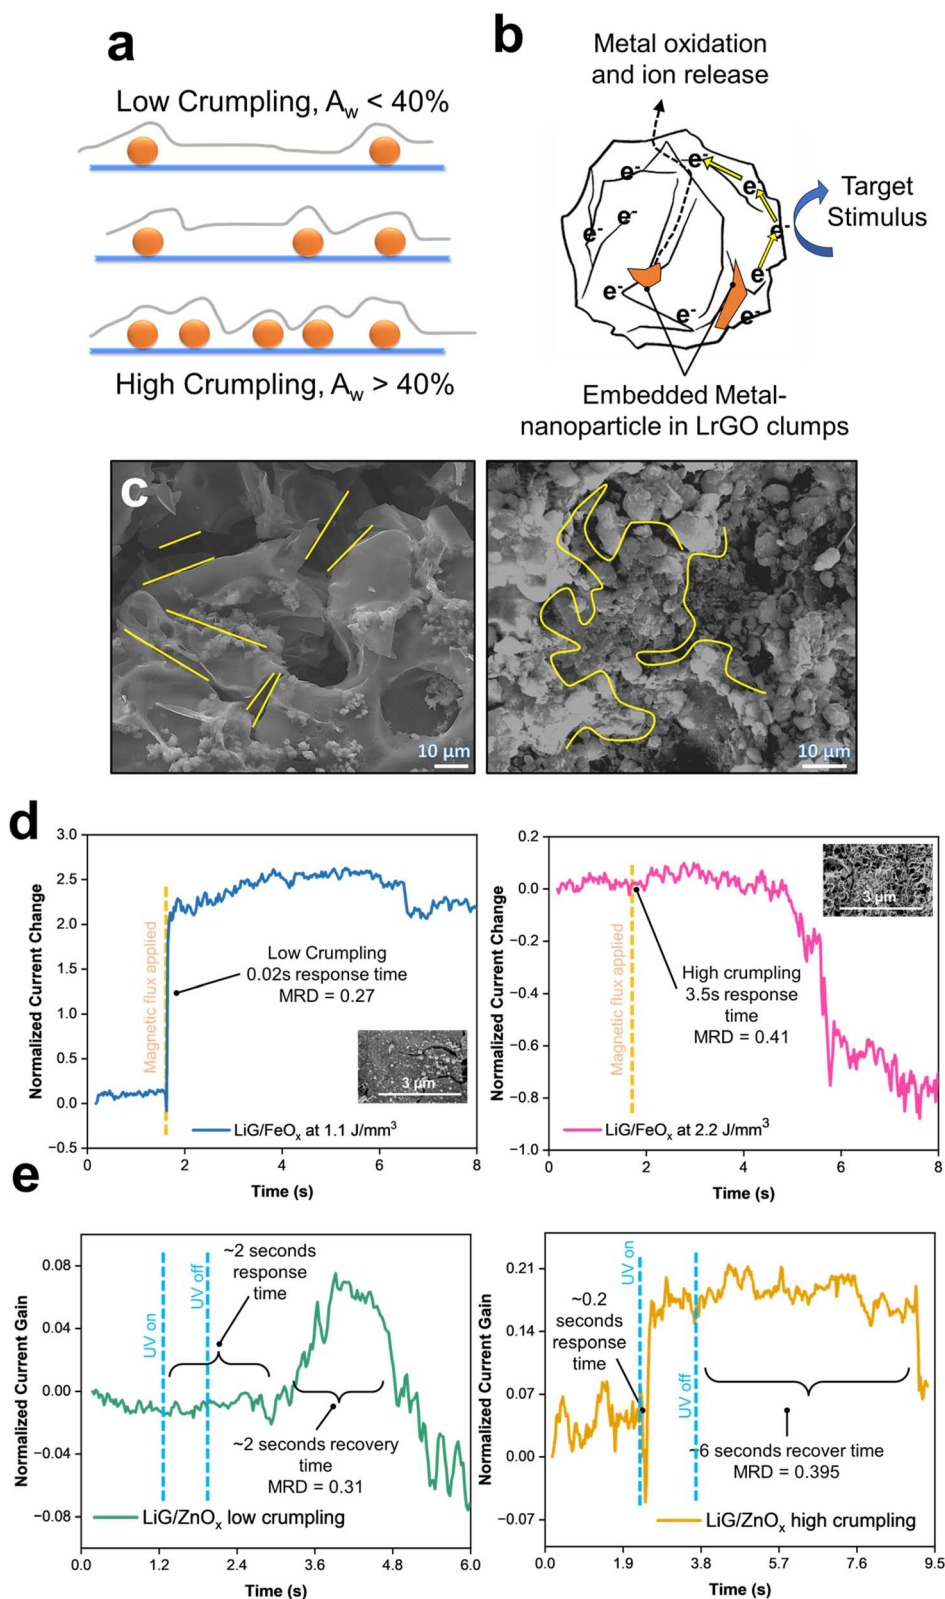 a
Low Crumpling, A_w < 40%
High Crumpling, A_w > 40%
b
Metal oxidation
and ion release
e-
e-
e-
e-
e-
e-
e-
e-
e-
e-
Target
Stimulus
Embedded Metal-
nanoparticle in LrGO clumps
c
10 µm
10 µm
d
Normalized Current Change
3.0
2.5
2.0
1.5
1.0
0.5
0.0
−0.5
Magnetic flux applied
Low Crumpling
0.02s response time
MRD = 0.27
3 µm
LiG/FeOx at 1.1 J/mm³
0
2
4
6
8
Time (s)
Normalized Current Change
0.2
0.0
−0.2
−0.4
−0.6
−0.8
−1.0
Magnetic flux applied
High crumpling
3.5s response
time
MRD = 0.41
3 µm
LiG/FeOx at 2.2 J/mm³
0
2
4
6
8
Time (s)
e
Normalized Current Gain
0.08
0.04
0.00
−0.04
−0.08
UV on
UV off
~2 seconds
response
time
~2 seconds recovery
time
MRD = 0.31
LiG/ZnOx low crumpling
0.0
1.2
2.4
3.6
4.8
6.0
Time (s)
Normalized Current Gain
0.21
0.14
0.07
0.00
−0.07
UV on
~0.2
seconds
response
time
UV off
~6 seconds recover time
MRD = 0.395
LiG/ZnOx high crumpling
0.0
1.9
3.8
5.7
7.6
9.5
Time (s)